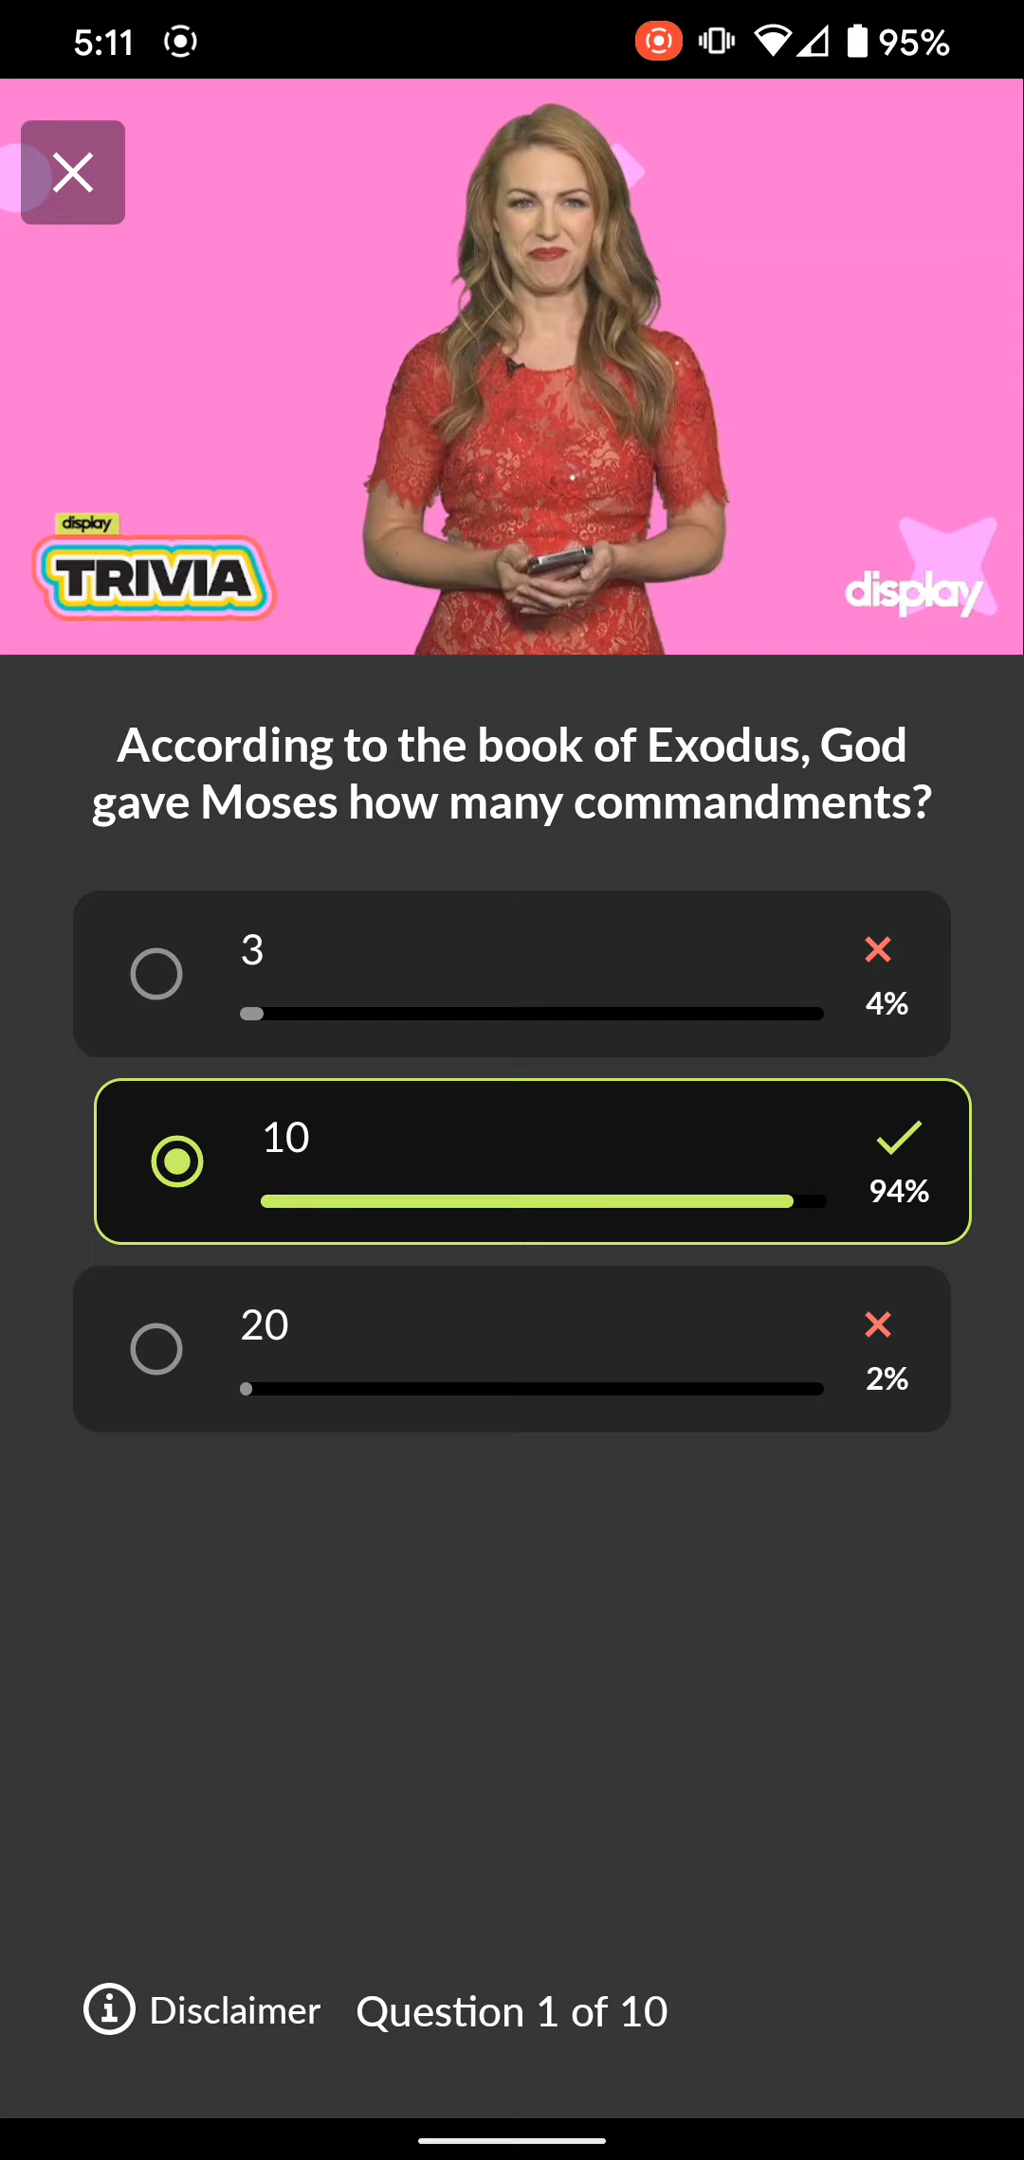 5:11
95%
display
TRIVIA
display
According to the book of Exodus, God
gave Moses how many commandments?
3
4%
10
94%
20
2%
Disclaimer Question 1 of 10